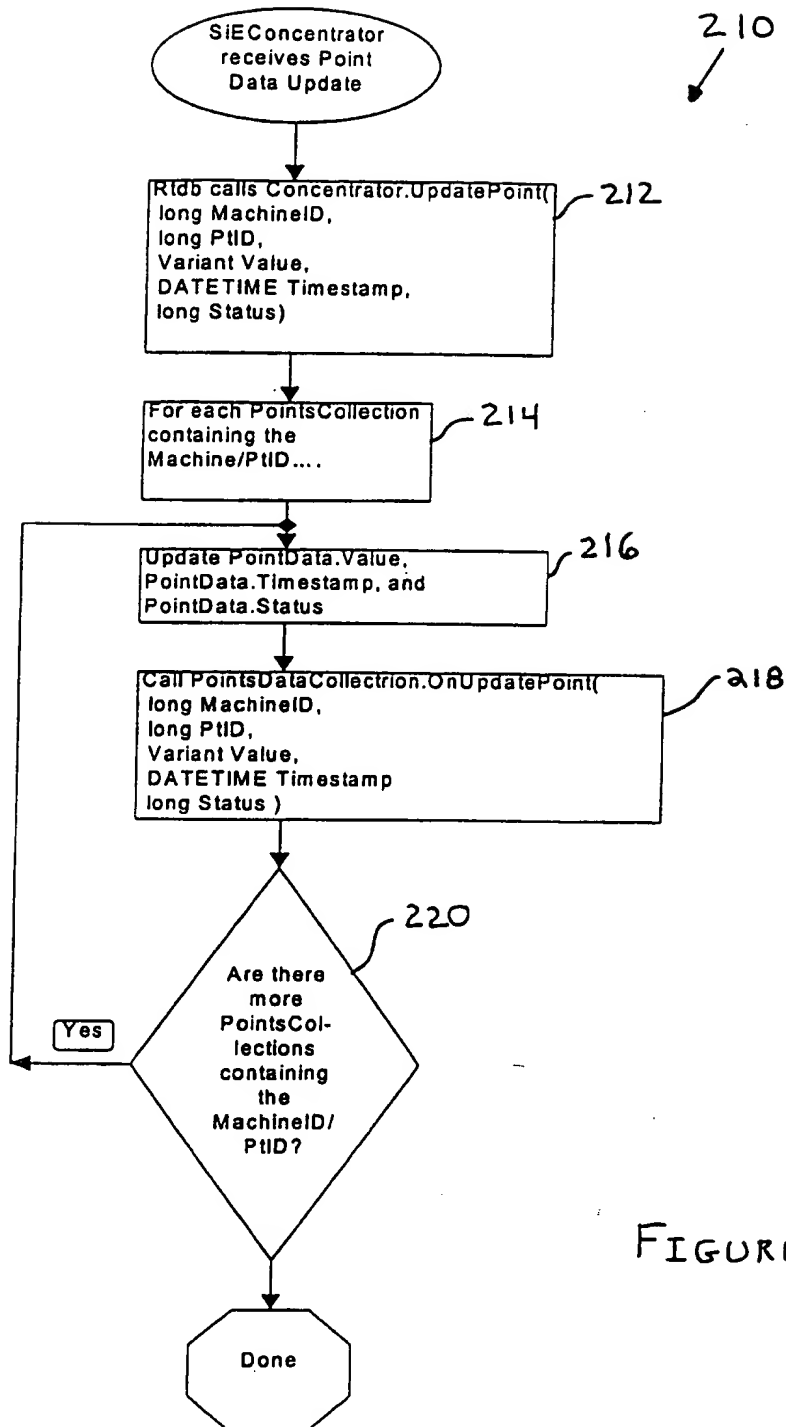 210
SiEConcentrator
receives Point
Data Update
Rtdb calls Concentrator.UpdatePoint(
long MachineID,
long PtID,
Variant Value,
DATETIME Timestamp,
long Status)
212
For each PointsCollection
containing the
Machine/PtID....
214
Update PointData.Value,
PointData.Timestamp, and
PointData.Status
216
Call PointsDataCollectrion.OnUpdatePoint(
long MachineID,
long PtID,
Variant Value,
DATETIME Timestamp
long Status )
218
220
Are there
more
PointsCol-
lections
containing
the
MachineID/
PtID?
Yes
FIGURE
Done